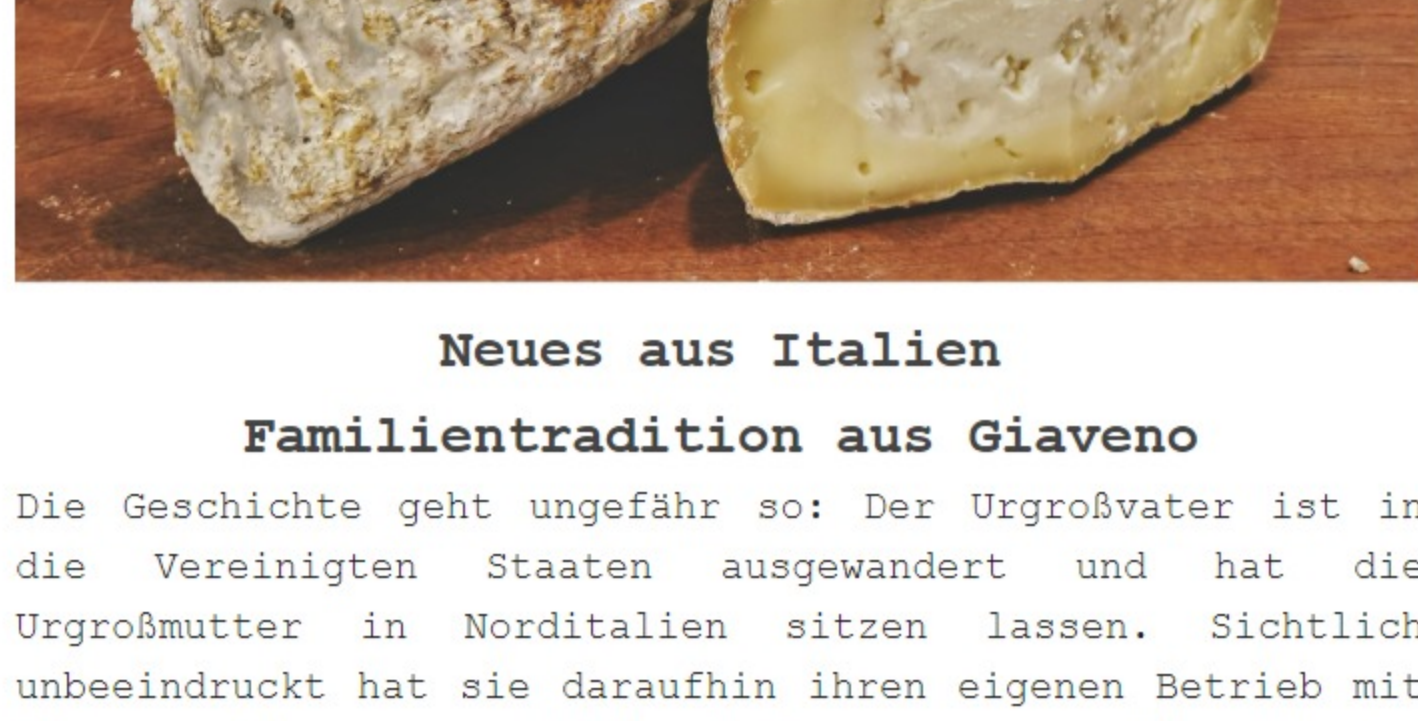 Neues aus Italien
Familientradition aus Giaveno
Die Geschichte geht ungefähr so: Der Urgroßvater ist in
die Vereinigten Staaten ausgewandert und hat die
Urgroßmutter in Norditalien sitzen lassen. Sichtlich
unbeeindruckt hat sie daraufhin ihren eigenen Betrieb mit